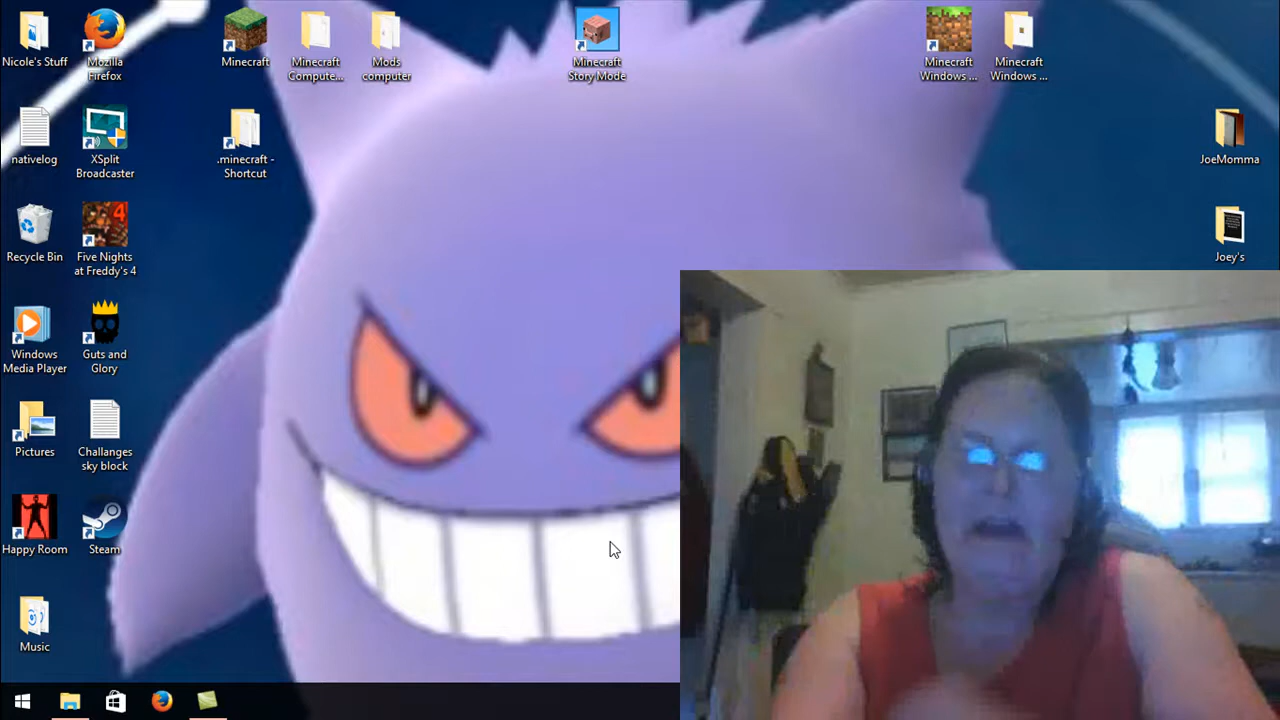 Nicole's Stuff
Mozilla
Firefox
Minecraft
Minecraft
Compute...
Mods
computer
Minecraft
Story Mode
Minecraft
Windows ...
Minecraft
Windows ...
nativelog
XSplit
Broadcaster
.minecraft -
Shortcut
JoeMomma
Recycle Bin
4
Five Nights
at Freddy's 4
Joey's
Windows
Media Player
Guts and
Glory
Pictures
Challanges
sky block
Happy Room
Steam
Music